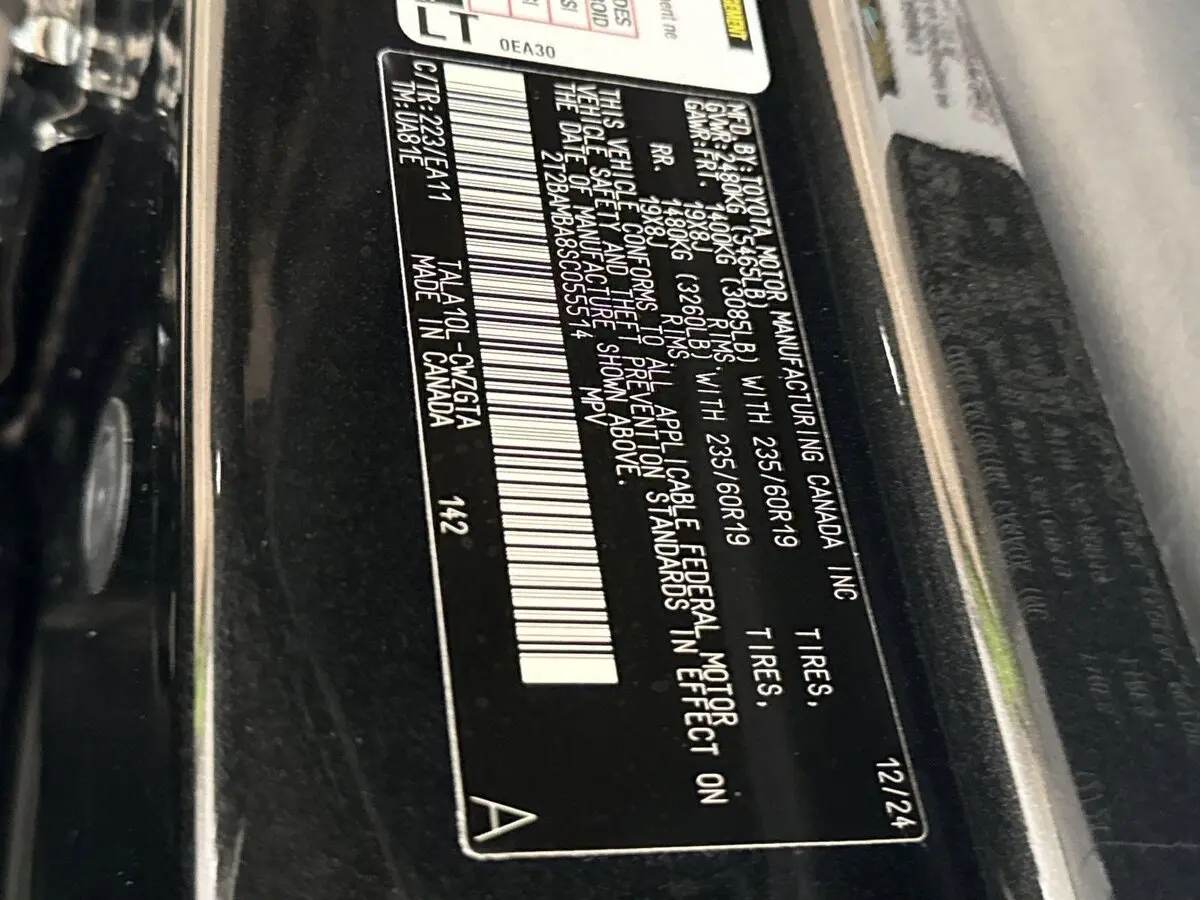 0EA30
LT
MFD.BY:TOYOTA MOTOR MANUFACTURING CANADA INC 12/24
GVWR:2480KG (5465LB)
GAWR:FRT. 1400KG (3085LB) WITH 235/60R19 TIRES,
19X8J RIMS,
RR. 1480KG (3260LB) WITH 235/60R19 TIRES,
19X8J RIMS,
THIS VEHICLE CONFORMS TO ALL APPLICABLE FEDERAL MOTOR
VEHICLE SAFETY AND THEFT PREVENTION STANDARDS IN EFFECT ON
THE DATE OF MANUFACTURE SHOWN ABOVE.
2T2BAMBA8SC055514 MPV
C/TR:223/EA11 TALA10L-CWZGTA 142
TM:UA81E MADE IN CANADA
A